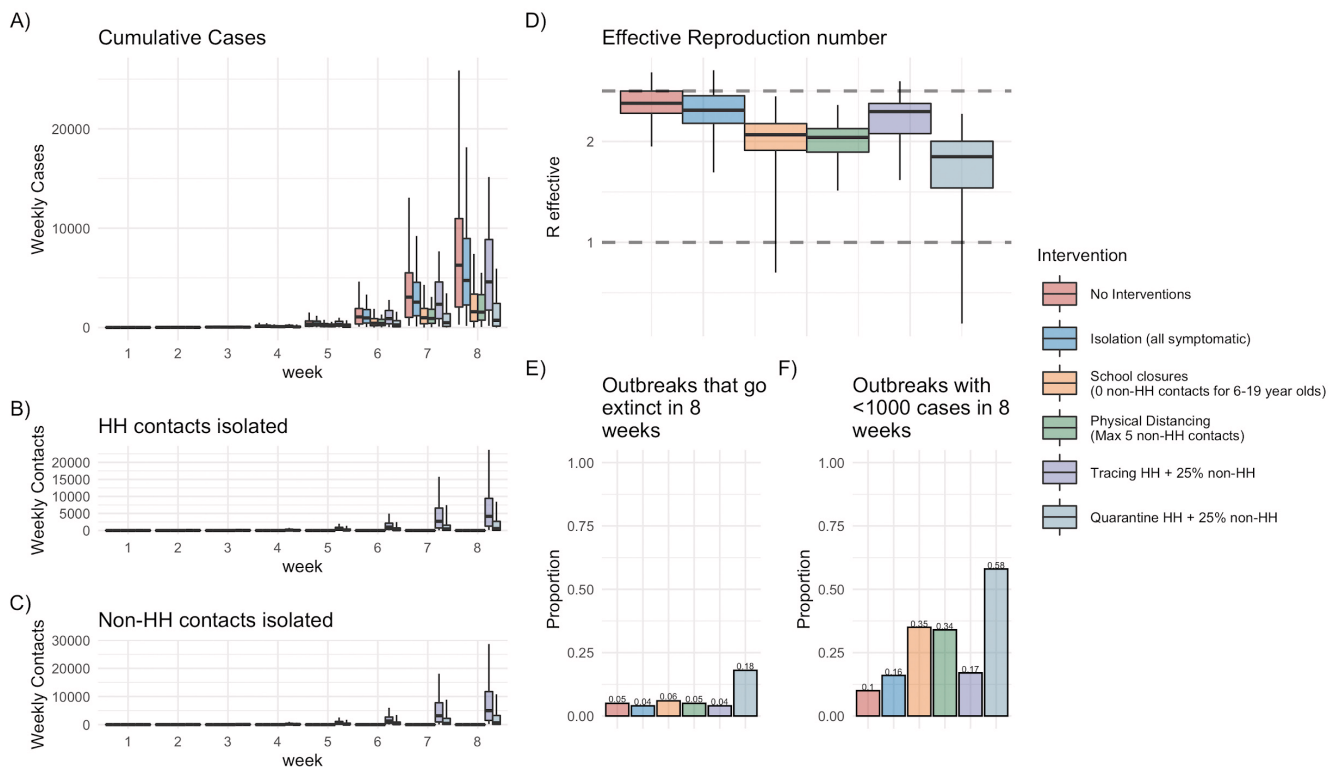 A)
Cumulative Cases
Weekly Cases
20000
10000
0
1 2 3 4 5 6 7 8
week
B)
HH contacts isolated
Weekly Contacts
20000
15000
10000
5000
0
1 2 3 4 5 6 7 8
week
C)
Non-HH contacts isolated
Weekly Contacts
30000
20000
10000
0
1 2 3 4 5 6 7 8
week
D)
Effective Reproduction number
R effective
2
1
E)
Outbreaks that go
extinct in 8
weeks
Proportion
1.00
0.75
0.50
0.25
0.00
0.05 0.04 0.06 0.05 0.04 0.18
F)
Outbreaks with
<1000 cases in 8
weeks
Proportion
1.00
0.75
0.50
0.25
0.00
0.1 0.16 0.35 0.34 0.17 0.58
Intervention
No Interventions
Isolation (all symptomatic)
School closures
(0 non-HH contacts for 6-19 year olds)
Physical Distancing
(Max 5 non-HH contacts)
Tracing HH + 25% non-HH
Quarantine HH + 25% non-HH